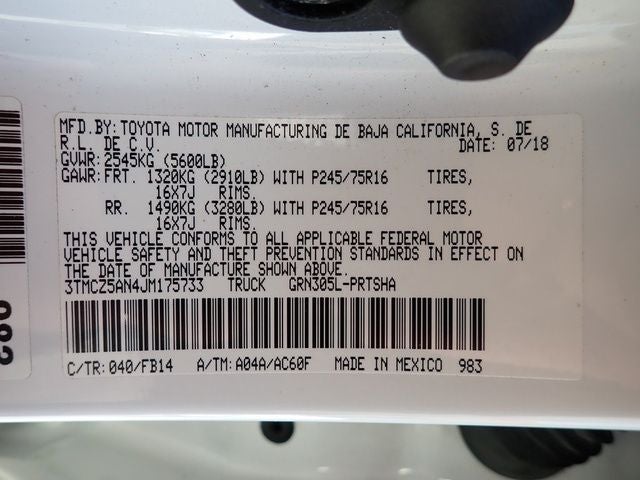 MFD.BY:TOYOTA MOTOR MANUFACTURING DE BAJA CALIFORNIA, S. DE
R.L. DE C.V. DATE: 07/18
GVWR: 2545KG (5600LB)
GAWR: FRT. 1320KG (2910LB) WITH P245/75R16 TIRES,
16X7J RIMS.
RR. 1490KG (3280LB) WITH P245/75R16 TIRES,
16X7J RIMS.
THIS VEHICLE CONFORMS TO ALL APPLICABLE FEDERAL MOTOR
VEHICLE SAFETY AND THEFT PREVENTION STANDARDS IN EFFECT ON
THE DATE OF MANUFACTURE SHOWN ABOVE.
3TMCZ5AN4JM175733 TRUCK GRN305L-PRTSHA
C/TR: 040/FB14 A/TM: A04A/AC60F MADE IN MEXICO 983